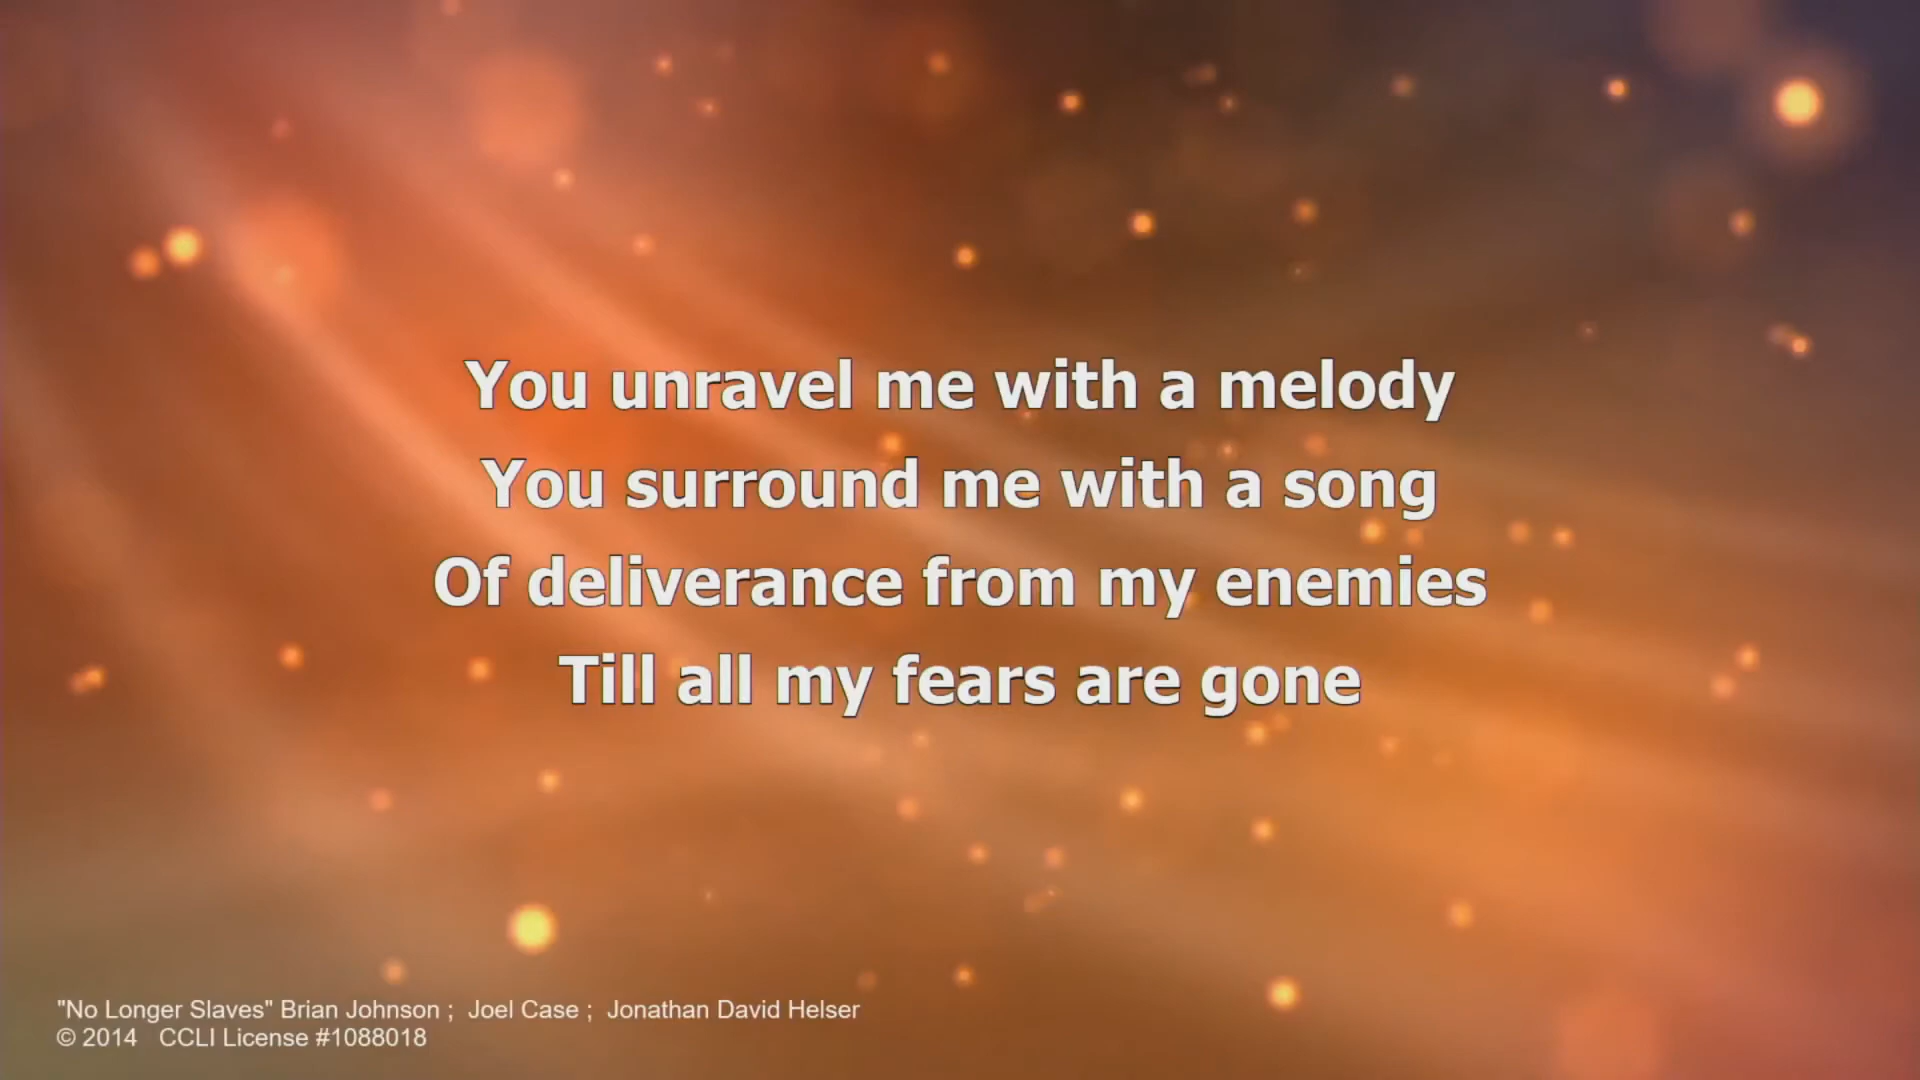 You unravel me with a melody
You surround me with a song
Of deliverance from my enemies
Till all my fears are gone
"No Longer Slaves" Brian Johnson ; Joel Case ; Jonathan David Helser
© 2014 CCLI License #1088018